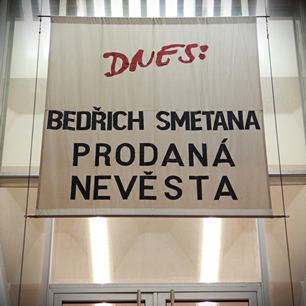 DNES:
BEDŘICH SMETANA
PRODANÁ
NEVĚSTA